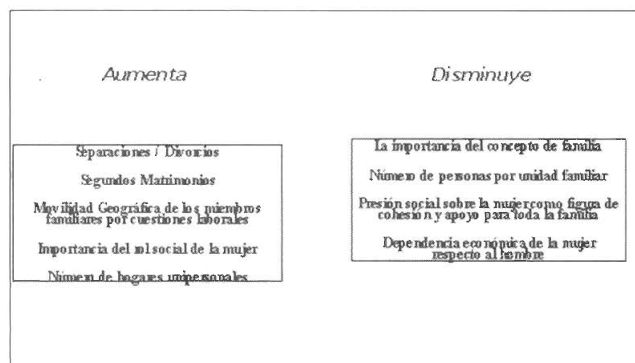 Aumenta
Separaciones / Divorcios
Segundos Matrimonios
Movilidad Geográfica de los miembros
familiares por cuestiones laborales
Importancia del rol social de la mujer
Número de hogares unipersonales
Disminuye
La importancia del concepto de familia
Número de personas por unidad familiar
Presión social sobre la mujer como figura de
cohesión y apoyo para toda la familia
Dependencia económica de la mujer
respecto al hombre